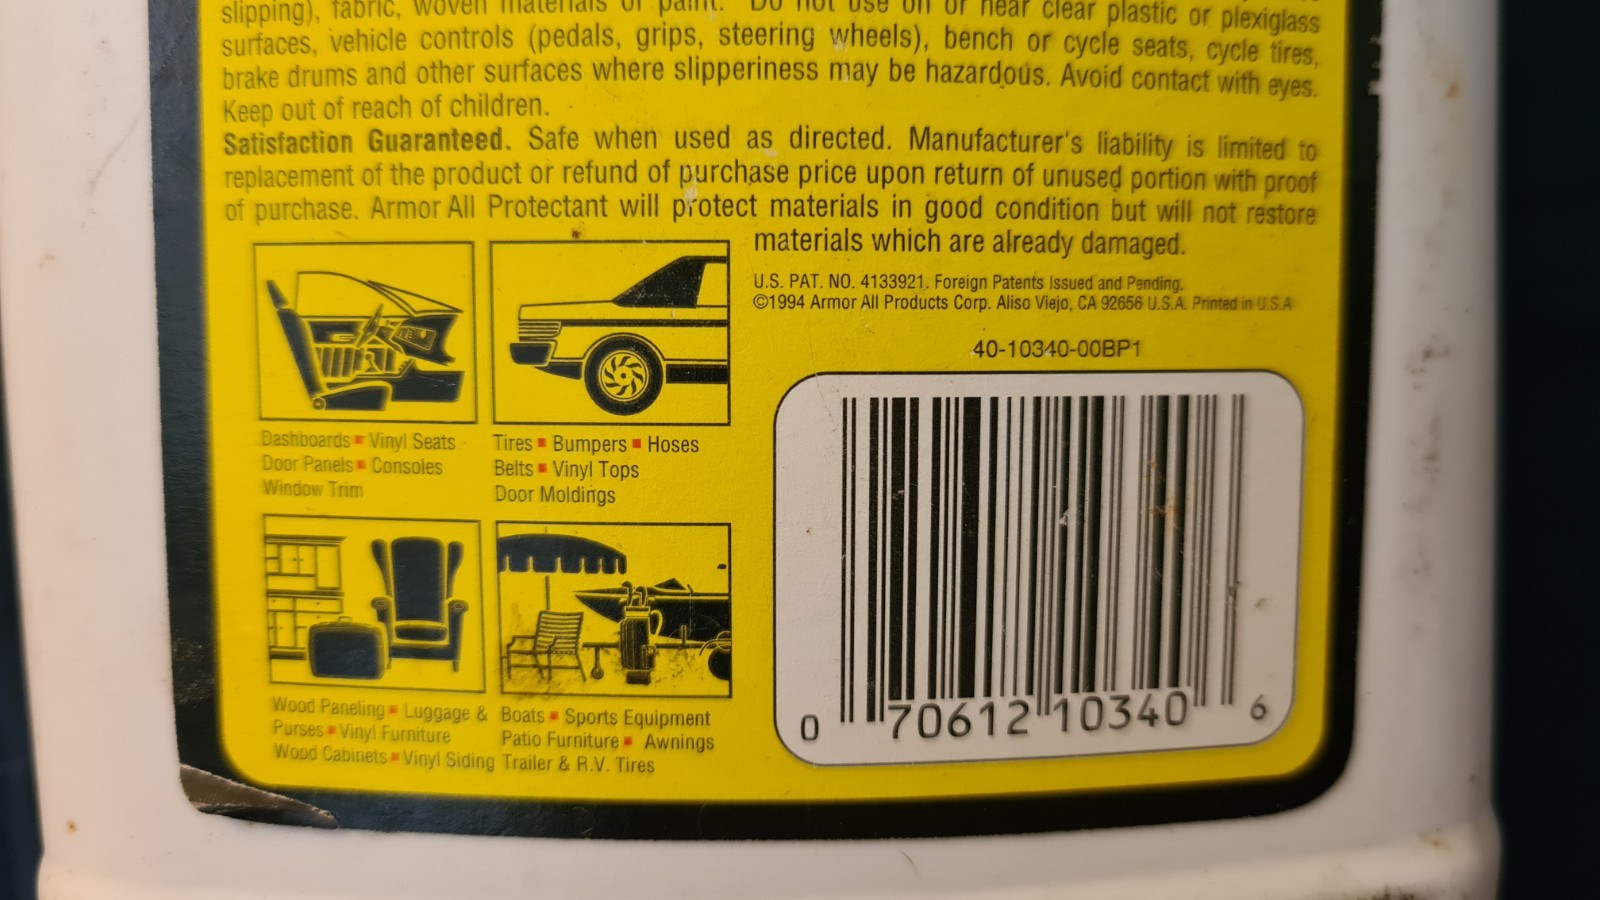 slipping), fabric, woven materials or paint. Do not use on or near clear plastic or plexiglass
surfaces, vehicle controls (pedals, grips, steering wheels), bench or cycle seats, cycle tires,
brake drums and other surfaces where slipperiness may be hazardous. Avoid contact with eyes.
Keep out of reach of children.
Satisfaction Guaranteed. Safe when used as directed. Manufacturer's liability is limited to
replacement of the product or refund of purchase price upon return of unused portion with proof
of purchase. Armor All Protectant will protect materials in good condition but will not restore
materials which are already damaged.
U.S. PAT. NO. 4133921. Foreign Patents Issued and Pending.
©1994 Armor All Products Corp. Aliso Viejo, CA 92656 U.S.A. Printed in U.S.A
40-10340-00BP1
Dashboards ▪ Vinyl Seats
Door Panels ▪ Consoles
Window Trim
Tires ▪ Bumpers ▪ Hoses
Belts ▪ Vinyl Tops
Door Moldings
Wood Paneling ▪ Luggage &
Purses ▪ Vinyl Furniture
Wood Cabinets ▪ Vinyl Siding
Boats ▪ Sports Equipment
Patio Furniture ▪ Awnings
Trailer & R.V. Tires
0 70612 10340 6